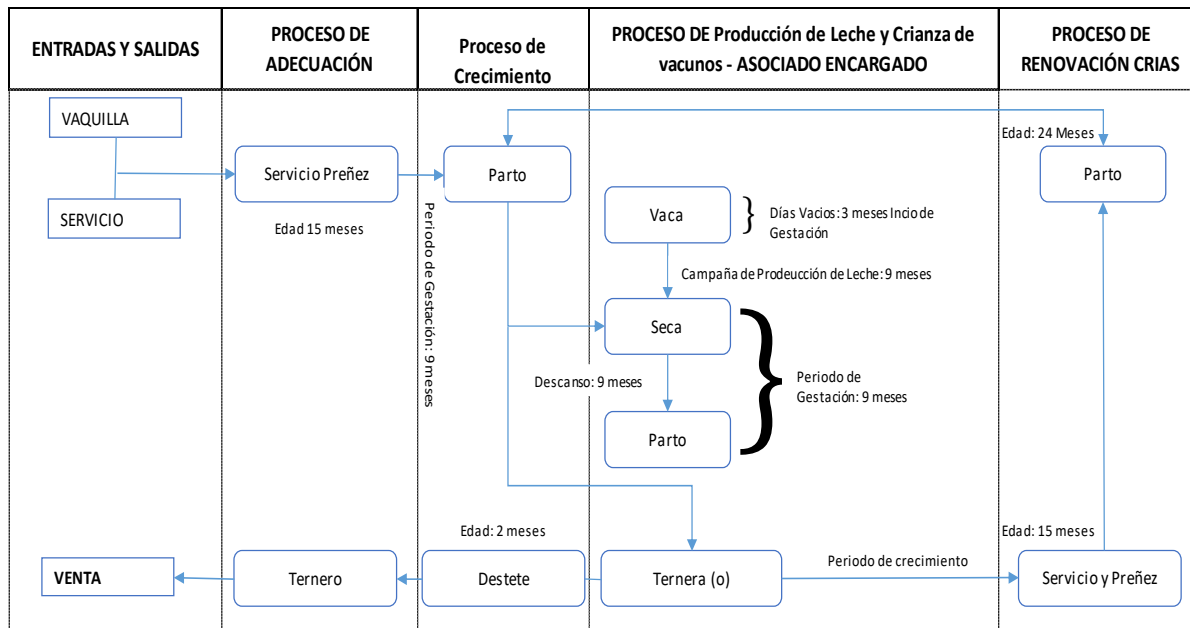 ENTRADAS Y SALIDAS
PROCESO DE
ADECUACIÓN
Proceso de
Crecimiento
PROCESO DE Producción de Leche y Crianza de
vacunos - ASOCIADO ENCARGADO
PROCESO DE
RENOVACIÓN CRIAS
VAQUILLA
SERVICIO
Servicio Preñez
Edad 15 meses
Parto
Periodo de Gestación: 9 meses
Vaca
Días Vacios: 3 meses Incio de
Gestación
Campaña de Prodeucción de Leche: 9 meses
Seca
Descanso: 9 meses
Periodo de
Gestación: 9 meses
Parto
Edad: 24 Meses
Parto
Edad: 2 meses
Edad: 15 meses
VENTA
Ternero
Destete
Ternera (o)
Periodo de crecimiento
Servicio y Preñez